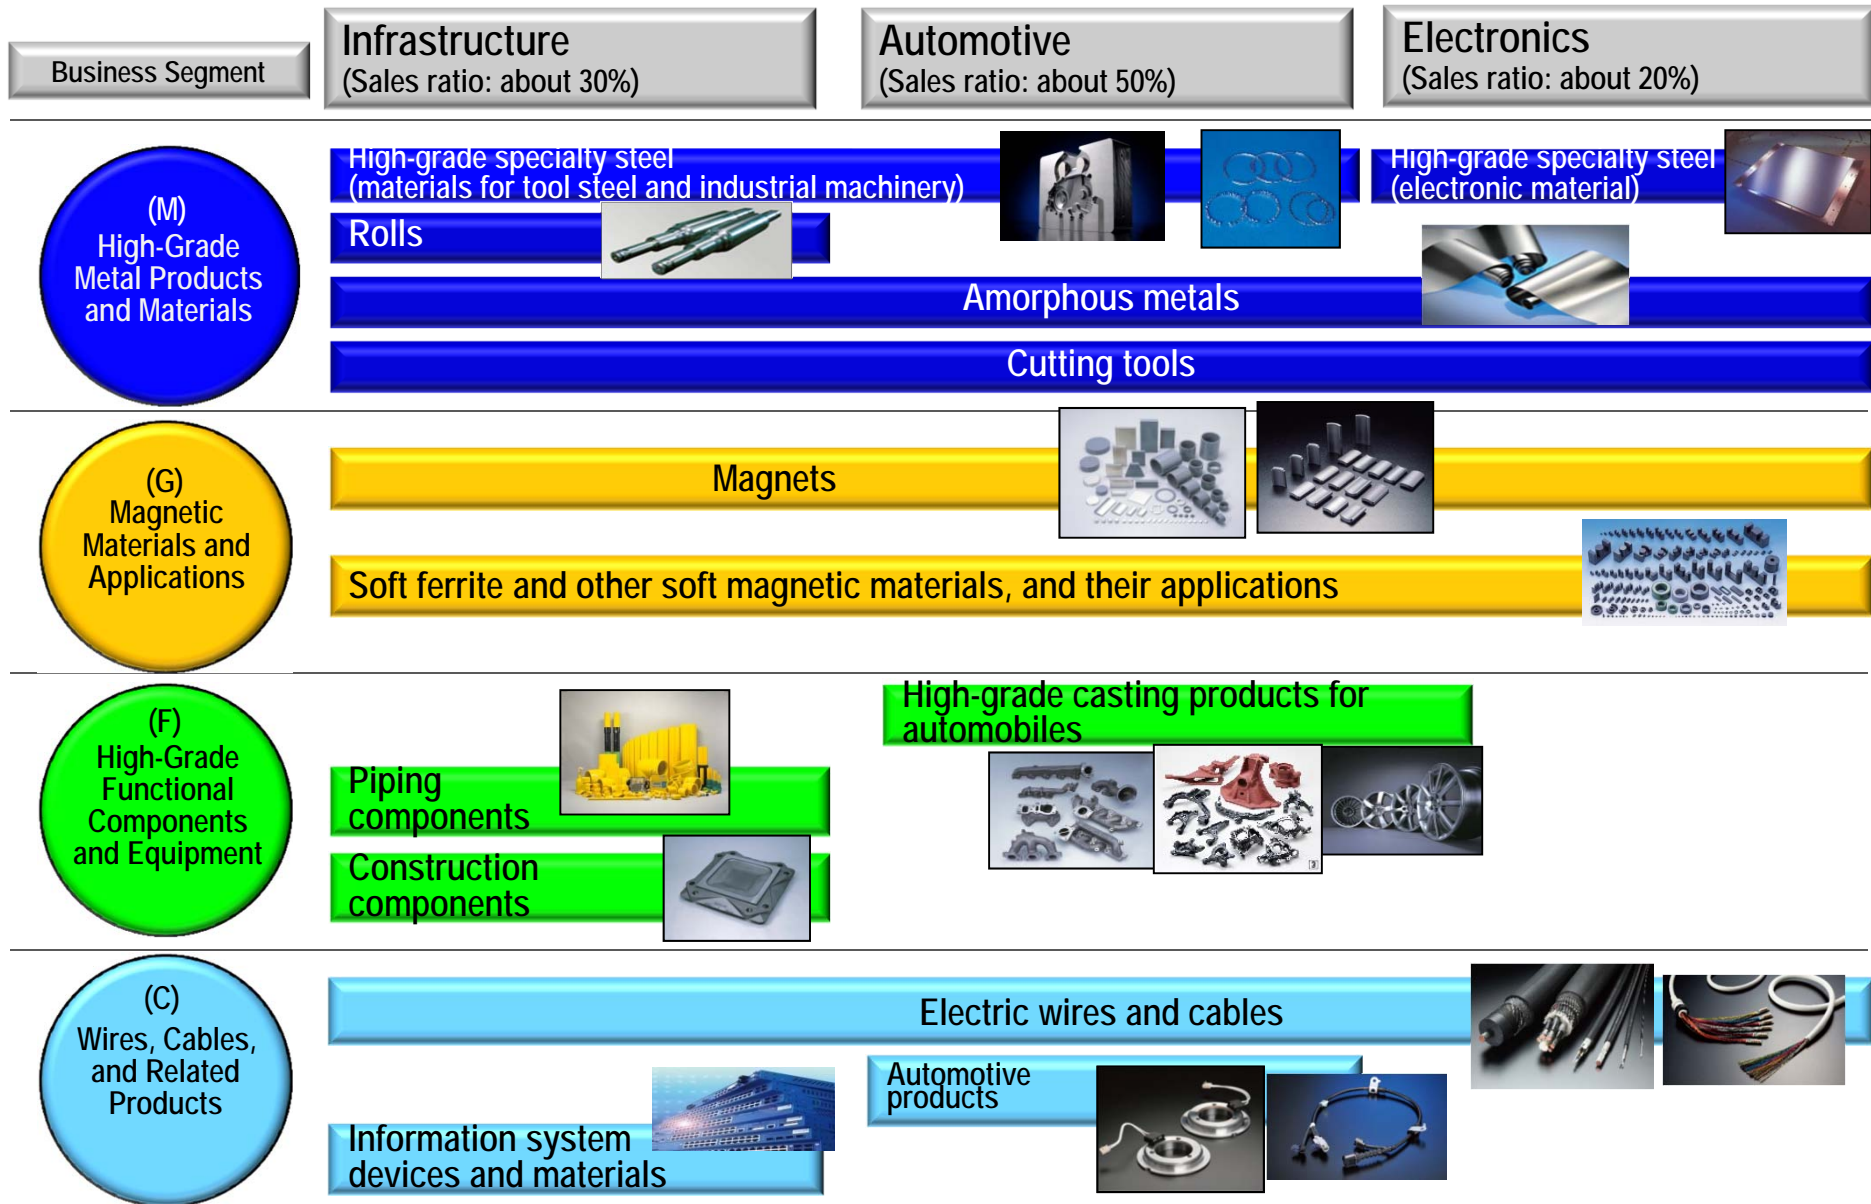 Business Segment
Infrastructure
(Sales ratio: about 30%)
Automotive
(Sales ratio: about 50%)
Electronics
(Sales ratio: about 20%)
(M)
High-Grade
Metal Products
and Materials
High-grade specialty steel
(materials for tool steel and industrial machinery)
High-grade specialty steel
(electronic material)
Rolls
Amorphous metals
Cutting tools
(G)
Magnetic
Materials and
Applications
Magnets
Soft ferrite and other soft magnetic materials, and their applications
(F)
High-Grade
Functional
Components
and Equipment
High-grade casting products for
automobiles
Piping
components
Construction
components
(C)
Wires, Cables,
and Related
Products
Electric wires and cables
Automotive
products
Information system
devices and materials